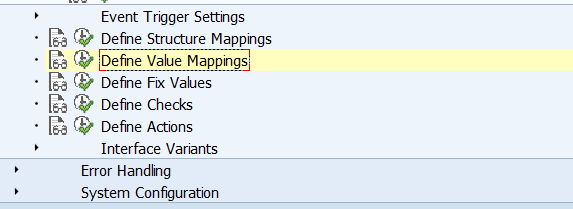 Event Trigger Settings
Define Structure Mappings
Define Value Mappings
Define Fix Values
Define Checks
Define Actions
Interface Variants
Error Handling
System Configuration